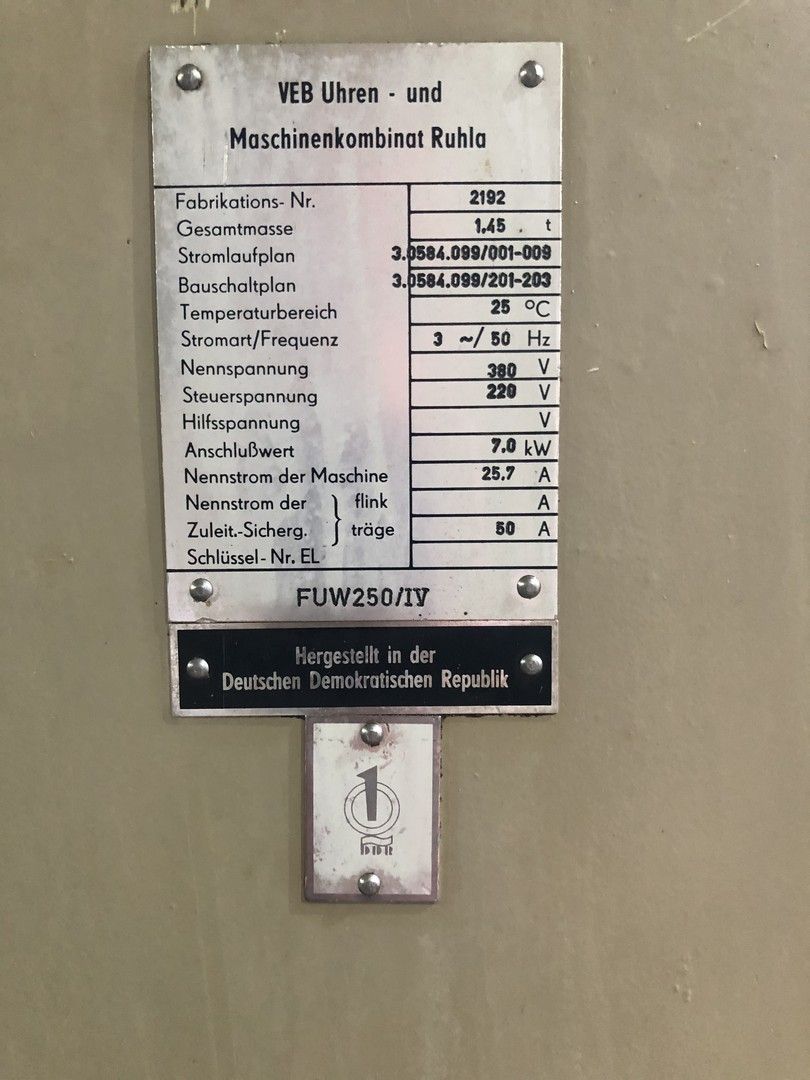 VEB Uhren - und
Maschinenkombinat Ruhla
Fabrikations- Nr. 2192
Gesamtmasse 1,45 t
Stromlaufplan 3.0584.099/001-009
Bauschaltplan 3.0584.099/201-203
Temperaturbereich 25 °C
Stromart/Frequenz 3 ~/ 50 Hz
Nennspannung 380 V
Steuerspannung 220 V
Hilfsspannung V
Anschlußwert 7.0 kW
Nennstrom der Maschine 25.7 A
Nennstrom der } flink A
Zuleit.-Sicherg. } träge 50 A
Schlüssel- Nr. EL
FUW250/IV
Hergestellt in der
Deutschen Demokratischen Republik
1
Q
DDR